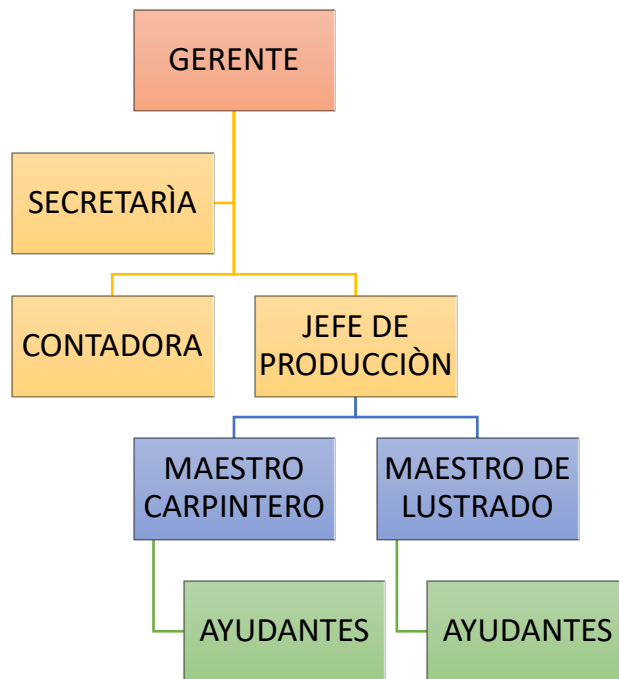 GERENTE
SECRETARÌA
CONTADORA
JEFE DE
PRODUCCIÒN
MAESTRO
CARPINTERO
MAESTRO DE
LUSTRADO
AYUDANTES
AYUDANTES